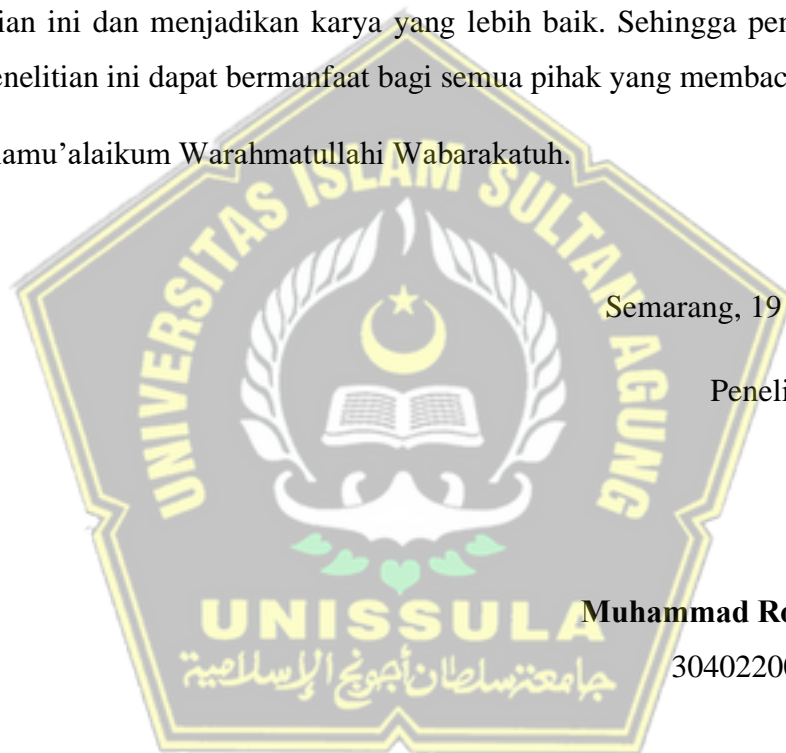 ian ini dan menjadikan karya yang lebih baik. Sehingga per
enelitian ini dapat bermanfaat bagi semua pihak yang membac
amu’alaikum Warahmatullahi Wabarakatuh.
UNIVERSITAS ISLAM SULTAN AGUNG
Semarang, 19
Peneli
Muhammad Ro
30402200
UNISSULA
جامعة سلطان أجونج الإسلامية